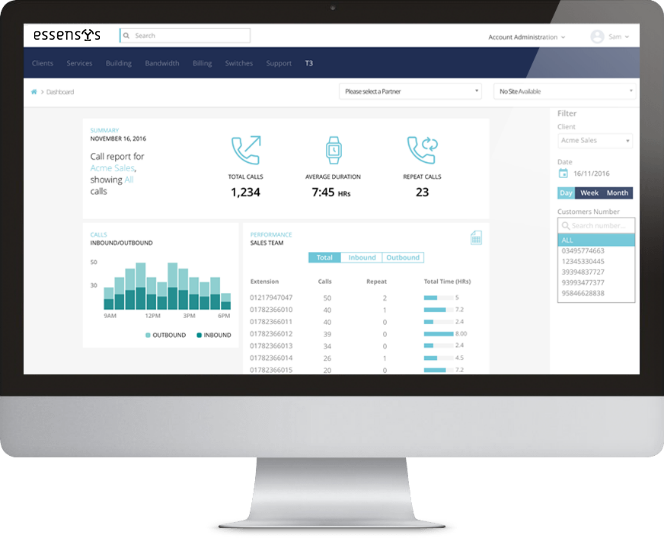 essensys
Search
Account Administration
Sam
Clients Services Building Bandwidth Billing Switches Support T3
Dashboard
Please select a Partner
No Site Available
SUMMARY
NOVEMBER 16, 2016
Call report for
Acme Sales,
showing All
calls
TOTAL CALLS
1,234
AVERAGE DURATION
7:45 HRs
REPEAT CALLS
23
Filter
Client
Acme Sales
Date
16/11/2016
Day Week Month
Customers Number
Search number...
ALL
03495774663
12345330445
39394837727
93993477377
95846628838
CALLS
INBOUND/OUTBOUND
50
30
9AM 12PM 3PM 6PM
OUTBOUND INBOUND
PERFORMANCE
SALES TEAM
Total Inbound Outbound
Extension Calls Repeat Total Time (HRs)
01217947047 50 2 5
01782366010 40 1 7.2
01782366011 40 0 2.4
01782366012 39 0 8.00
01782366013 34 0 2.4
01782366014 26 1 4.5
01782366015 20 0 7.2